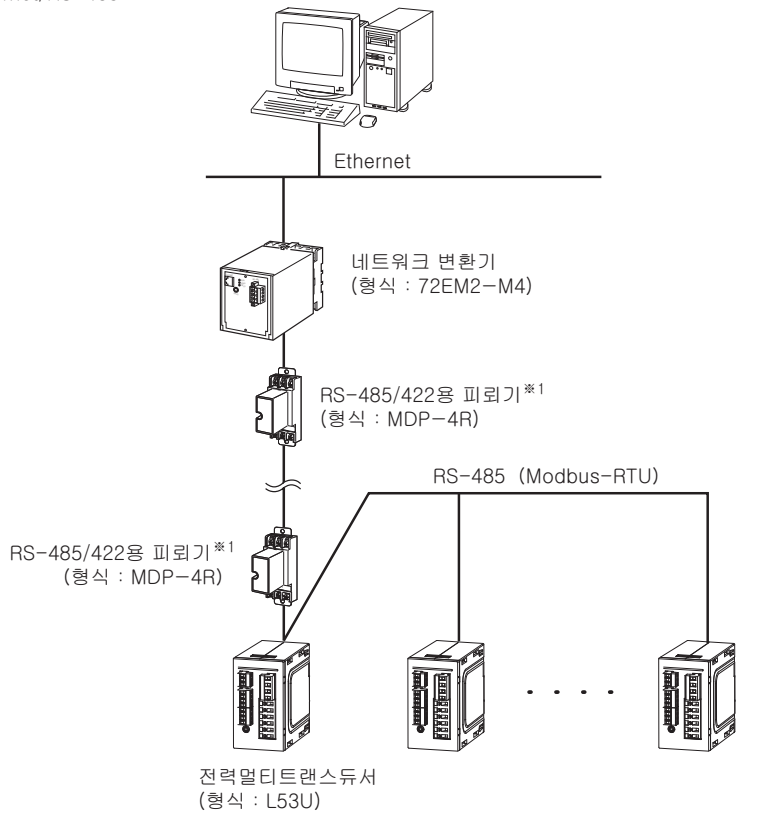 Ethernet
네트워크 변환기
(형식 : 72EM2-M4)
RS-485/422용 피뢰기※1
(형식 : MDP-4R)
RS-485 (Modbus-RTU)
RS-485/422용 피뢰기※1
(형식 : MDP-4R)
전력멀티트랜스듀서
(형식 : L53U)